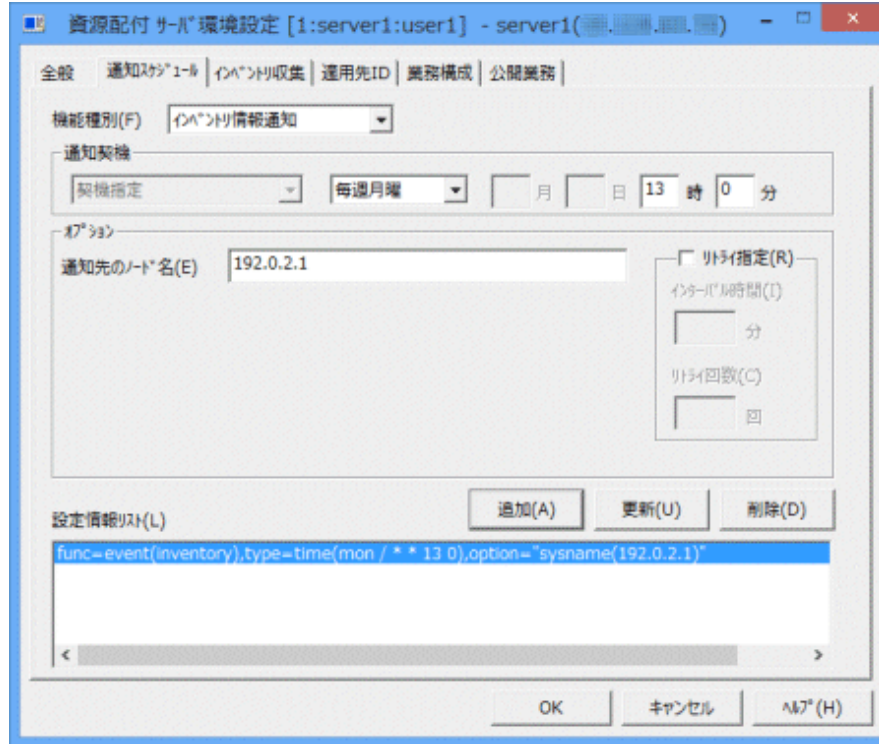 資源配付 ｻｰﾊﾞ環境設定 [1:server1:user1] - server1( . . . )
全般 通知ｽｹｼﾞｭｰﾙ ｲﾝﾍﾞﾝﾄﾘ収集 適用先ID 業務構成 公開業務
機能種別(F) ｲﾝﾍﾞﾝﾄﾘ情報通知
通知契機
契機指定 毎週月曜 月 日 13 時 0 分
ｵﾌﾟｼｮﾝ
通知先のﾉｰﾄﾞ名(E) 192.0.2.1
ﾘﾄﾗｲ指定(R)
ｲﾝﾀｰﾊﾞﾙ時間(I)
分
ﾘﾄﾗｲ回数(C)
回
追加(A) 更新(U) 削除(D)
設定情報ﾘｽﾄ(L)
func=event(inventory),type=time(mon / * * 13 0),option="sysname(192.0.2.1)"
OK ｷｬﾝｾﾙ ﾍﾙﾌﾟ(H)